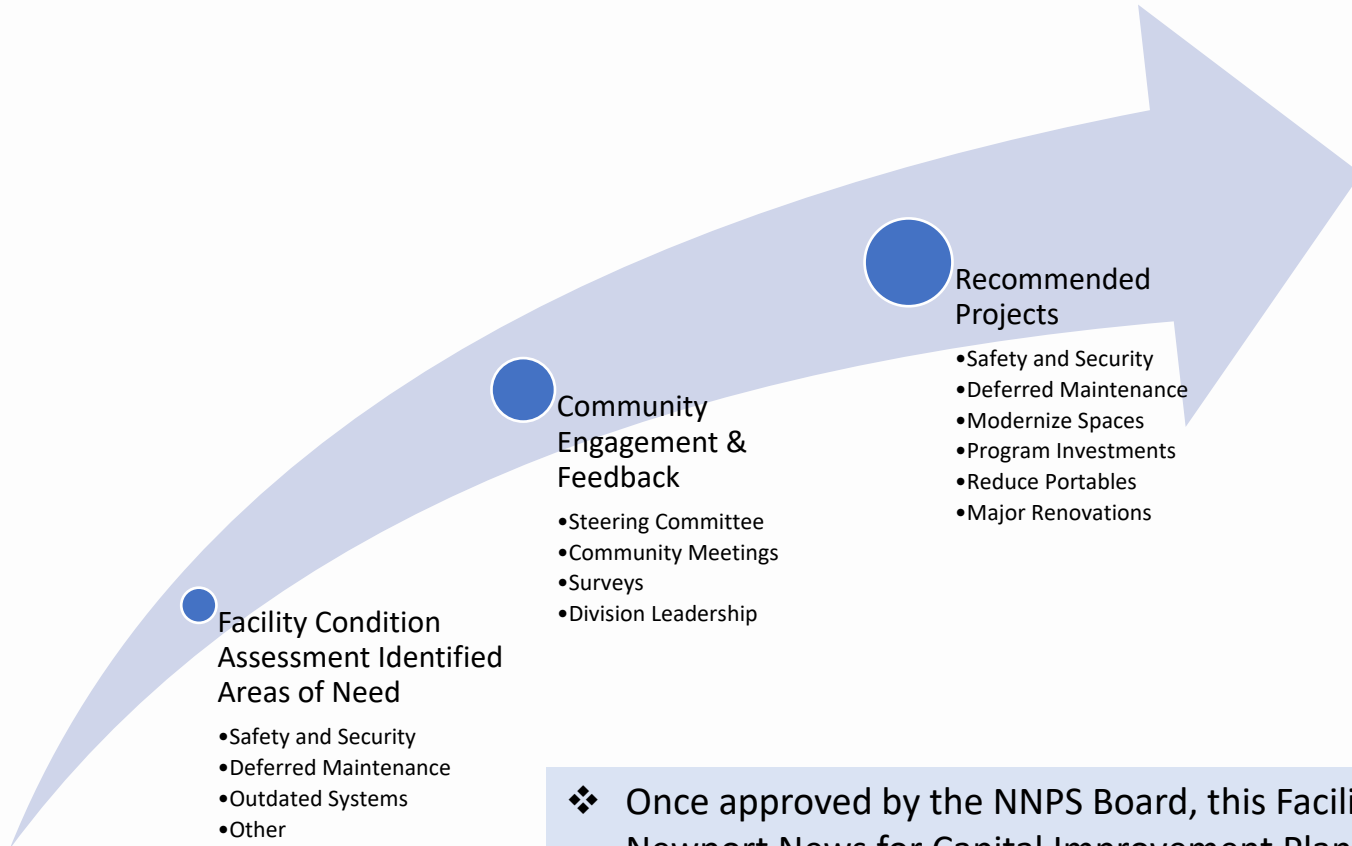 Recommended
Projects
•Safety and Security
•Deferred Maintenance
•Modernize Spaces
•Program Investments
•Reduce Portables
•Major Renovations
Community
Engagement &
Feedback
•Steering Committee
•Community Meetings
•Surveys
•Division Leadership
Facility Condition
Assessment Identified
Areas of Need
•Safety and Security
•Deferred Maintenance
•Outdated Systems
•Other
❖ Once approved by the NNPS Board, this
Newport News for Capital Improvement